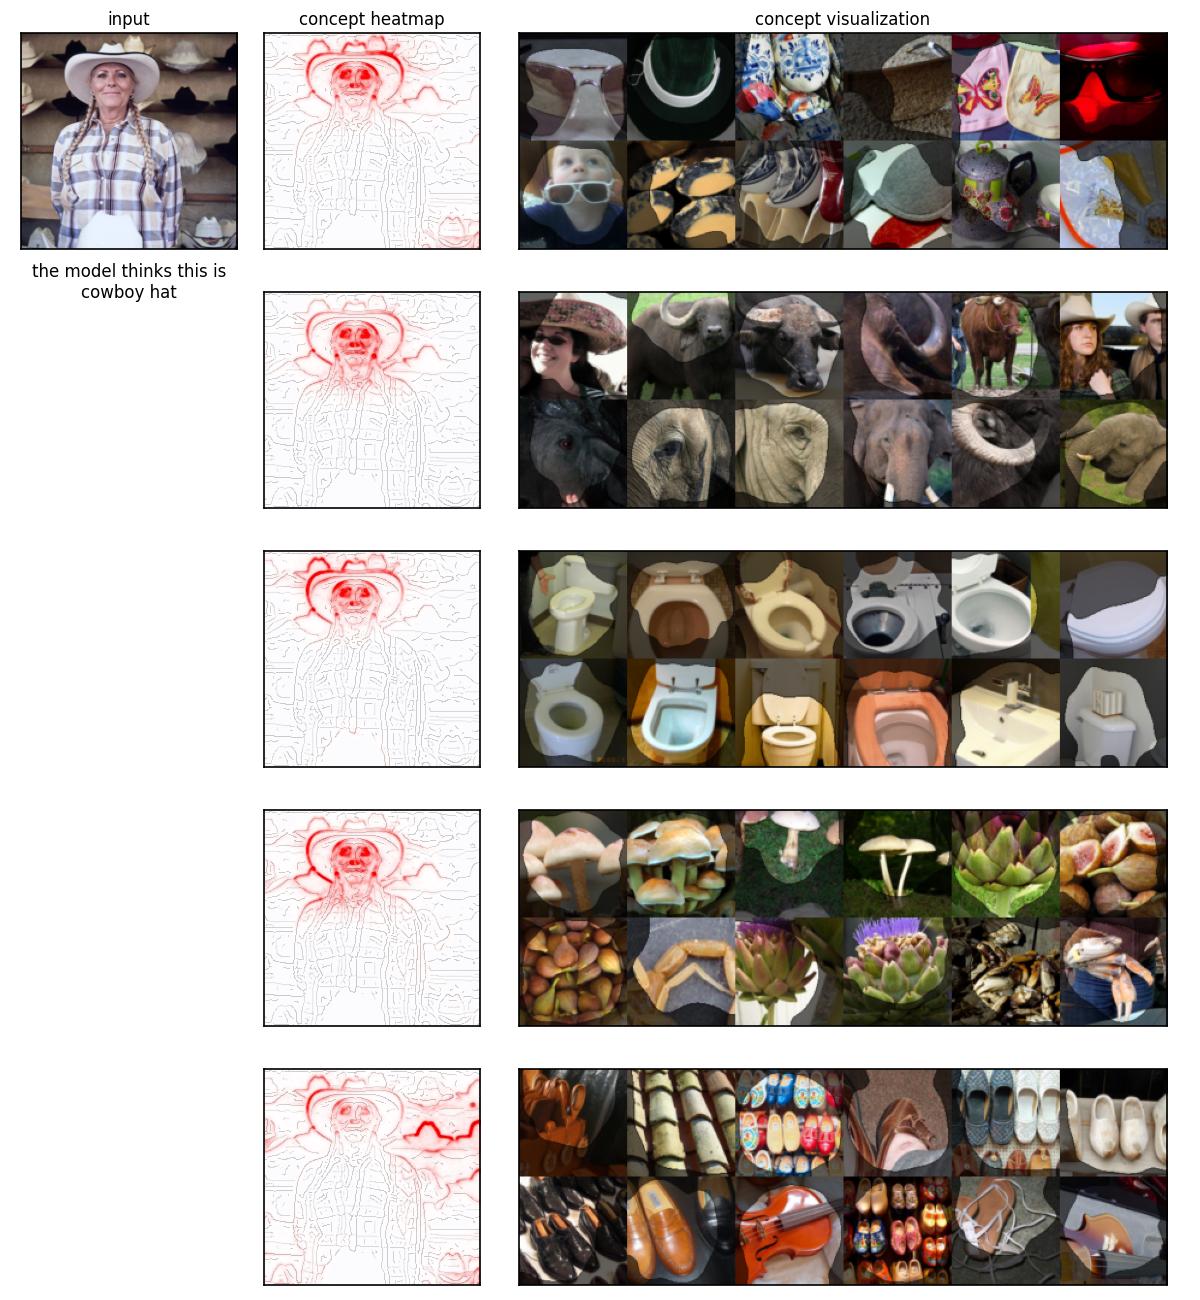 input
concept heatmap
concept visualization
the model thinks this is
cowboy hat